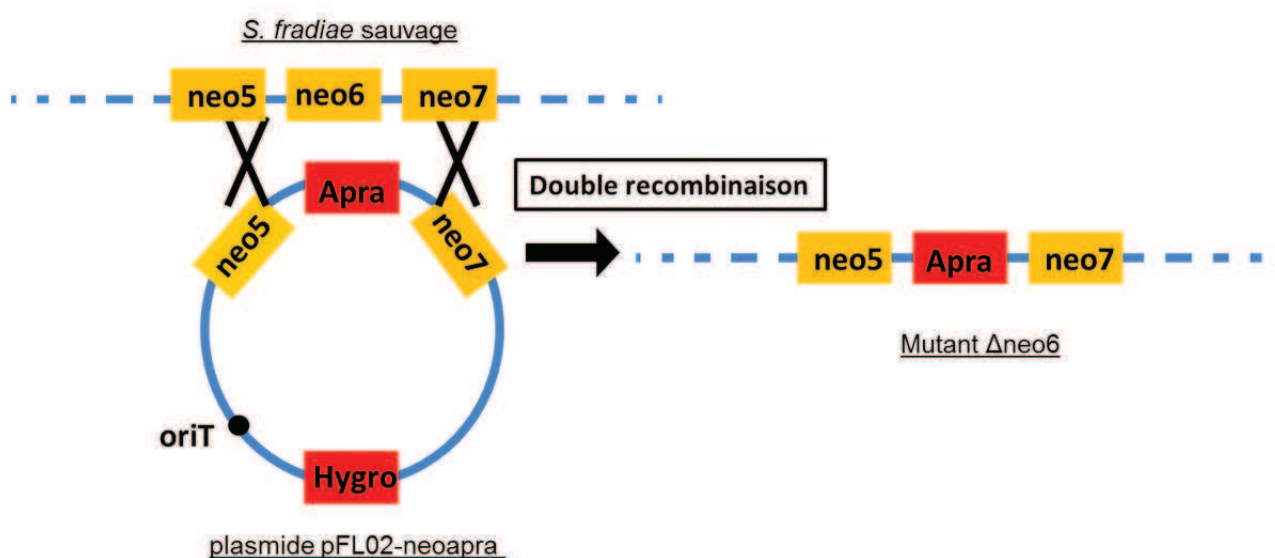 S. fradiae sauvage
neo5 neo6 neo7
Apra
neo5 neo7
Double recombinaison
neo5 Apra neo7
Mutant Δneo6
oriT
Hygro
plasmide pFL02-neoapra